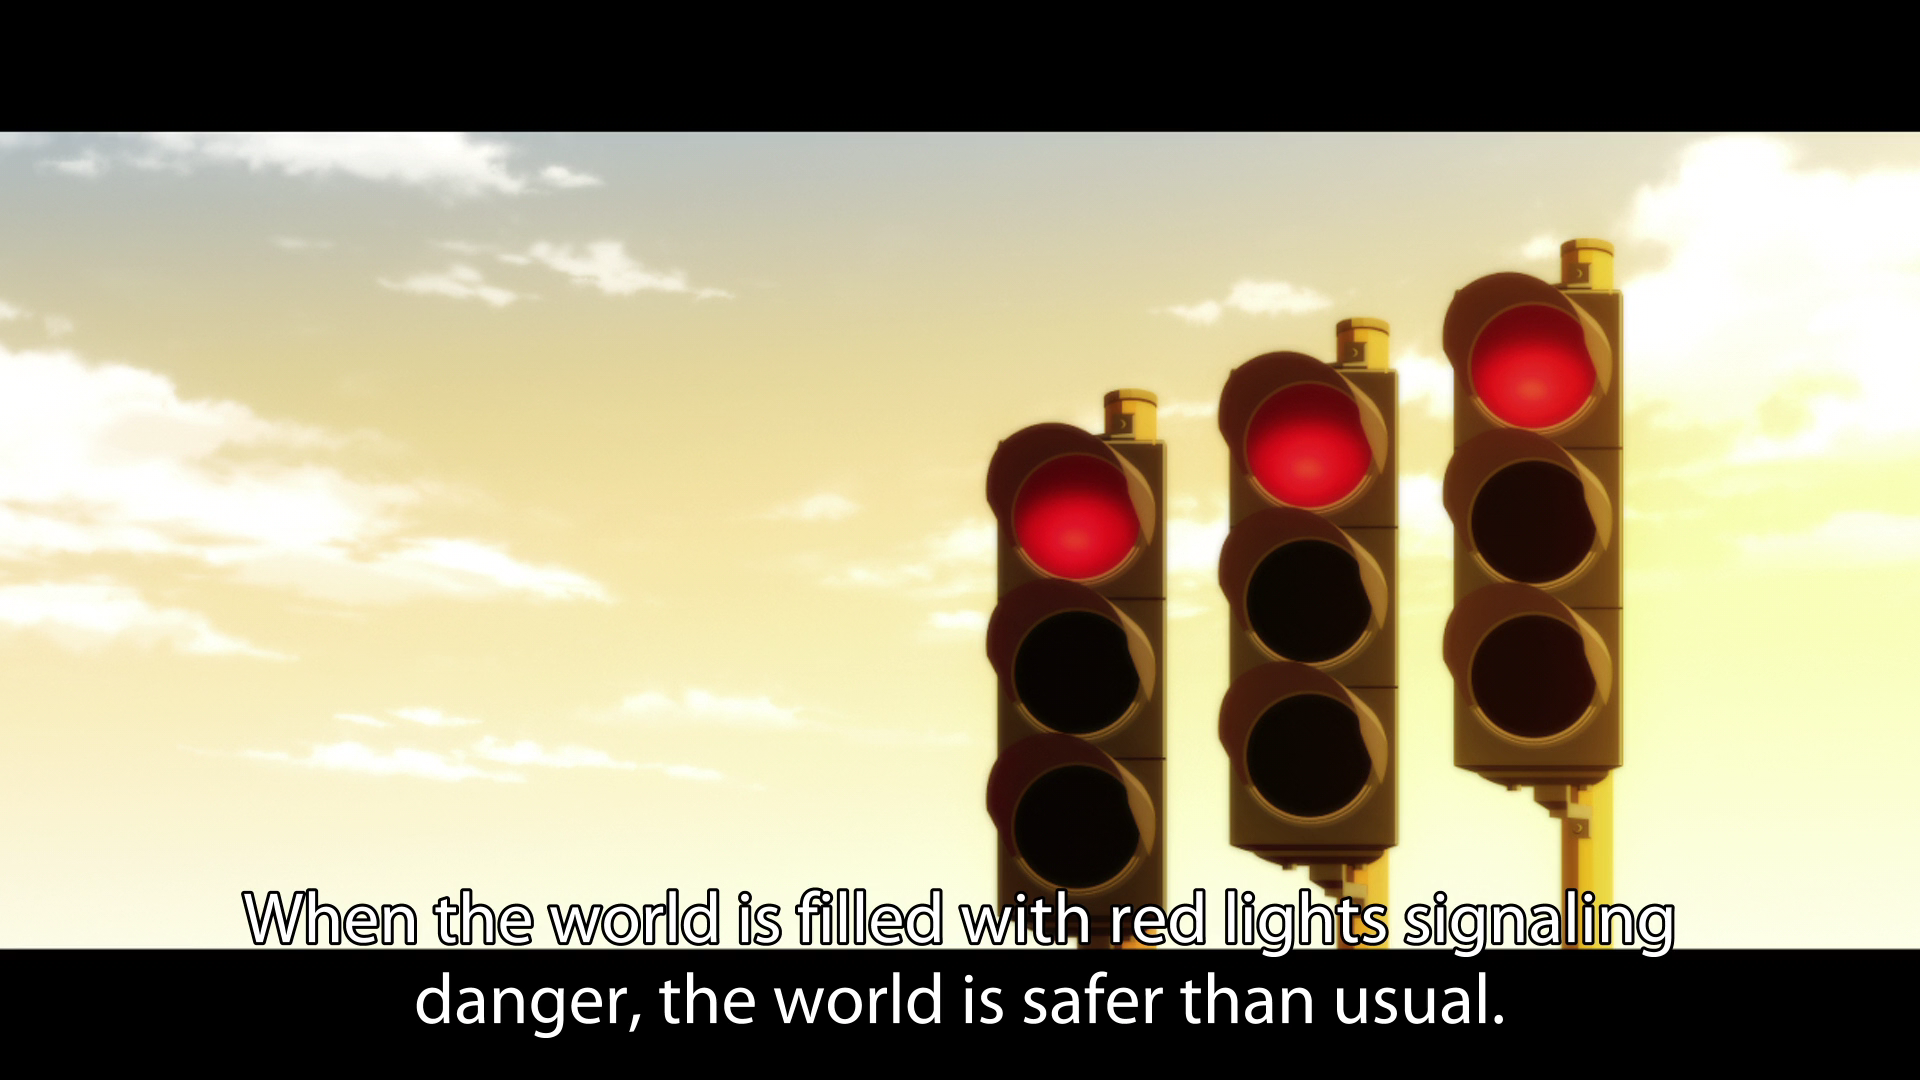 When the world is filled with red lights signaling
danger, the world is safer than usual.